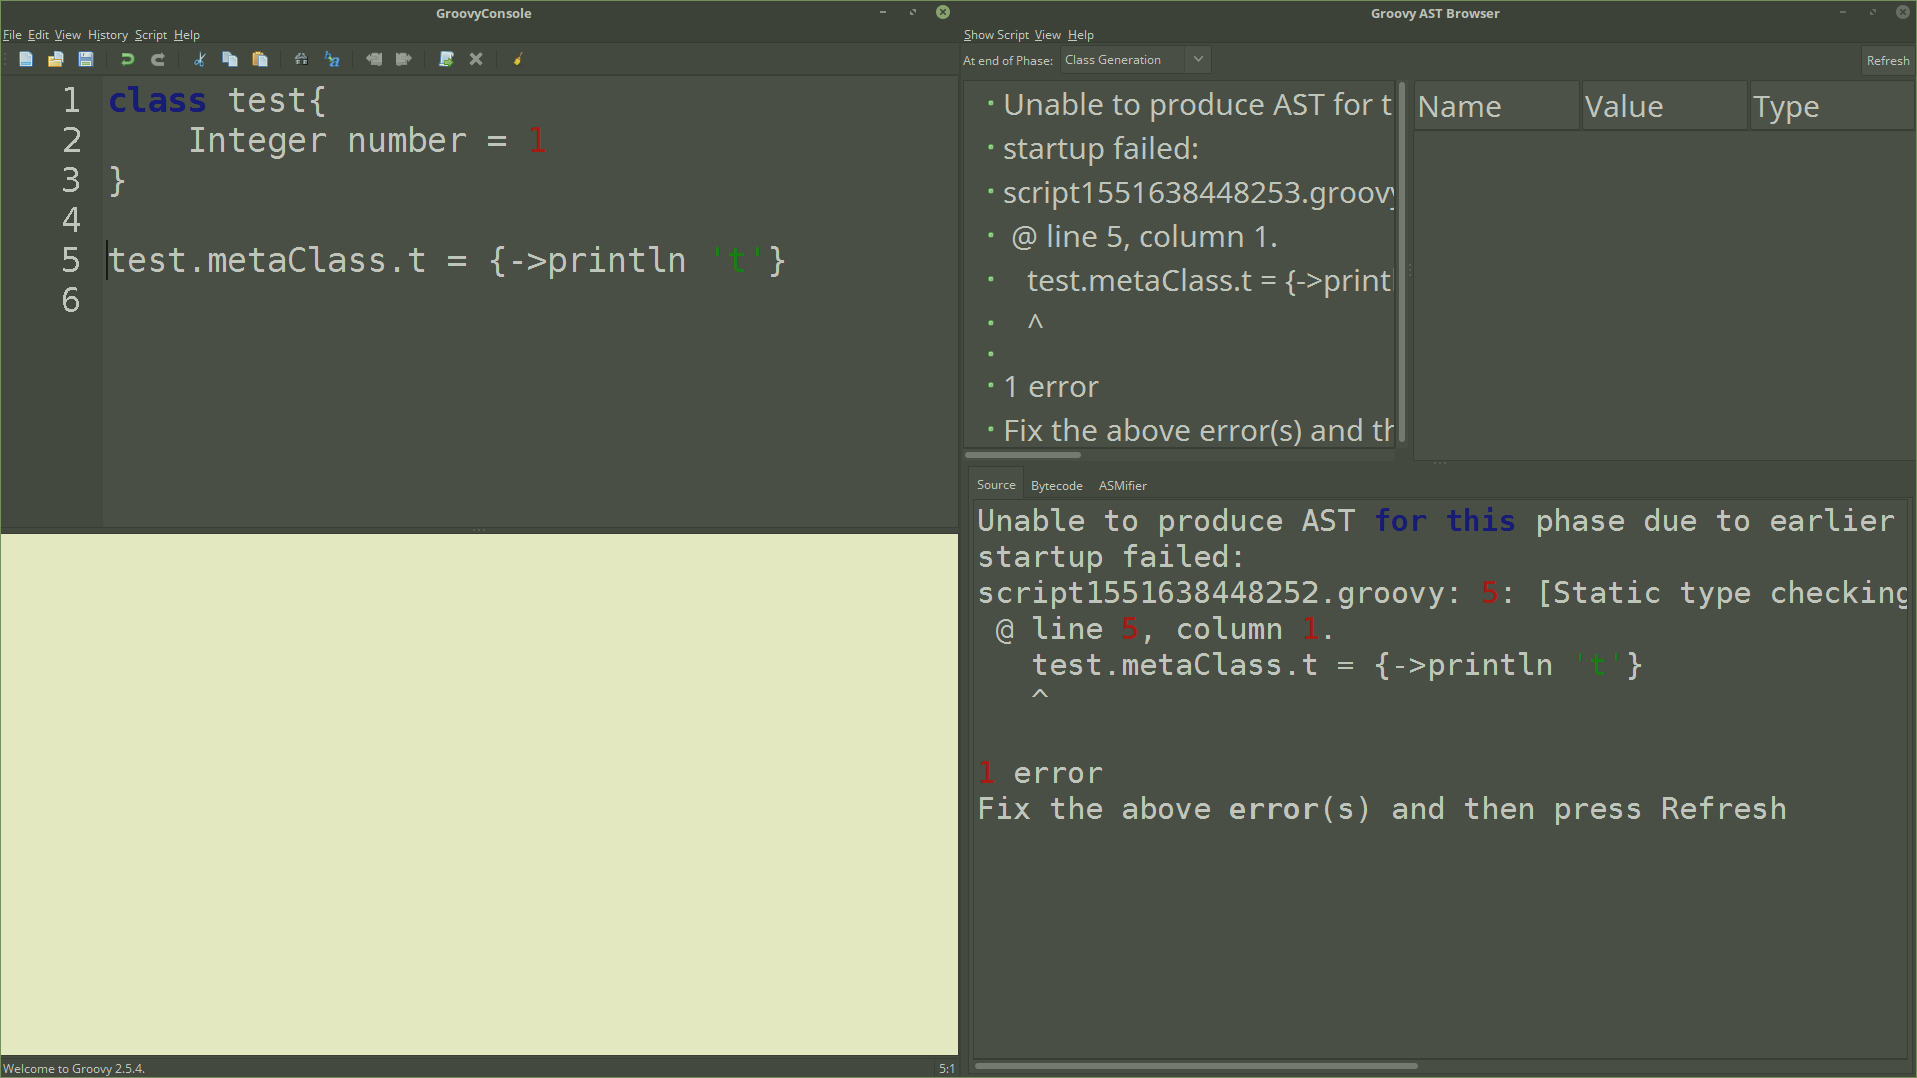 GroovyConsole
File Edit View History Script Help
1 class test{
2 Integer number = 1
3 }
4
5 test.metaClass.t = {->println 't'}
6
Welcome to Groovy 2.5.4.
5:1
Groovy AST Browser
Show Script View Help
At end of Phase: Class Generation
Refresh
Unable to produce AST for t
startup failed:
script1551638448253.groovy
@ line 5, column 1.
test.metaClass.t = {->print
^
1 error
Fix the above error(s) and th
Name Value Type
Source Bytecode ASMifier
Unable to produce AST for this phase due to earlier
startup failed:
script1551638448252.groovy: 5: [Static type checking
@ line 5, column 1.
test.metaClass.t = {->println 't'}
^
1 error
Fix the above error(s) and then press Refresh